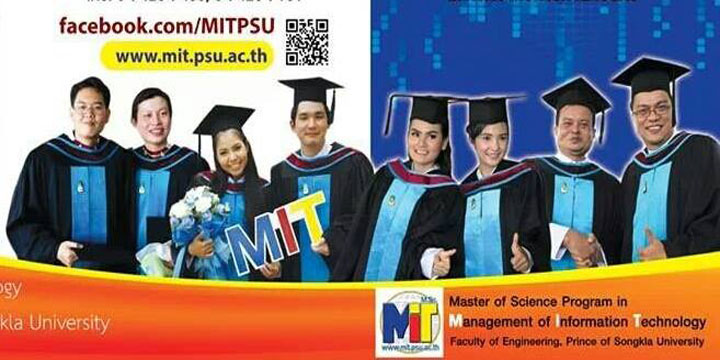 facebook.com/MITPSU
www.mit.psu.ac.th
MIT
ogy
kla University
M.Sc.
MIT
www.mit.psu.ac.th
Master of Science Program in
Management of Information Technology
Faculty of Engineering, Prince of Songkla University